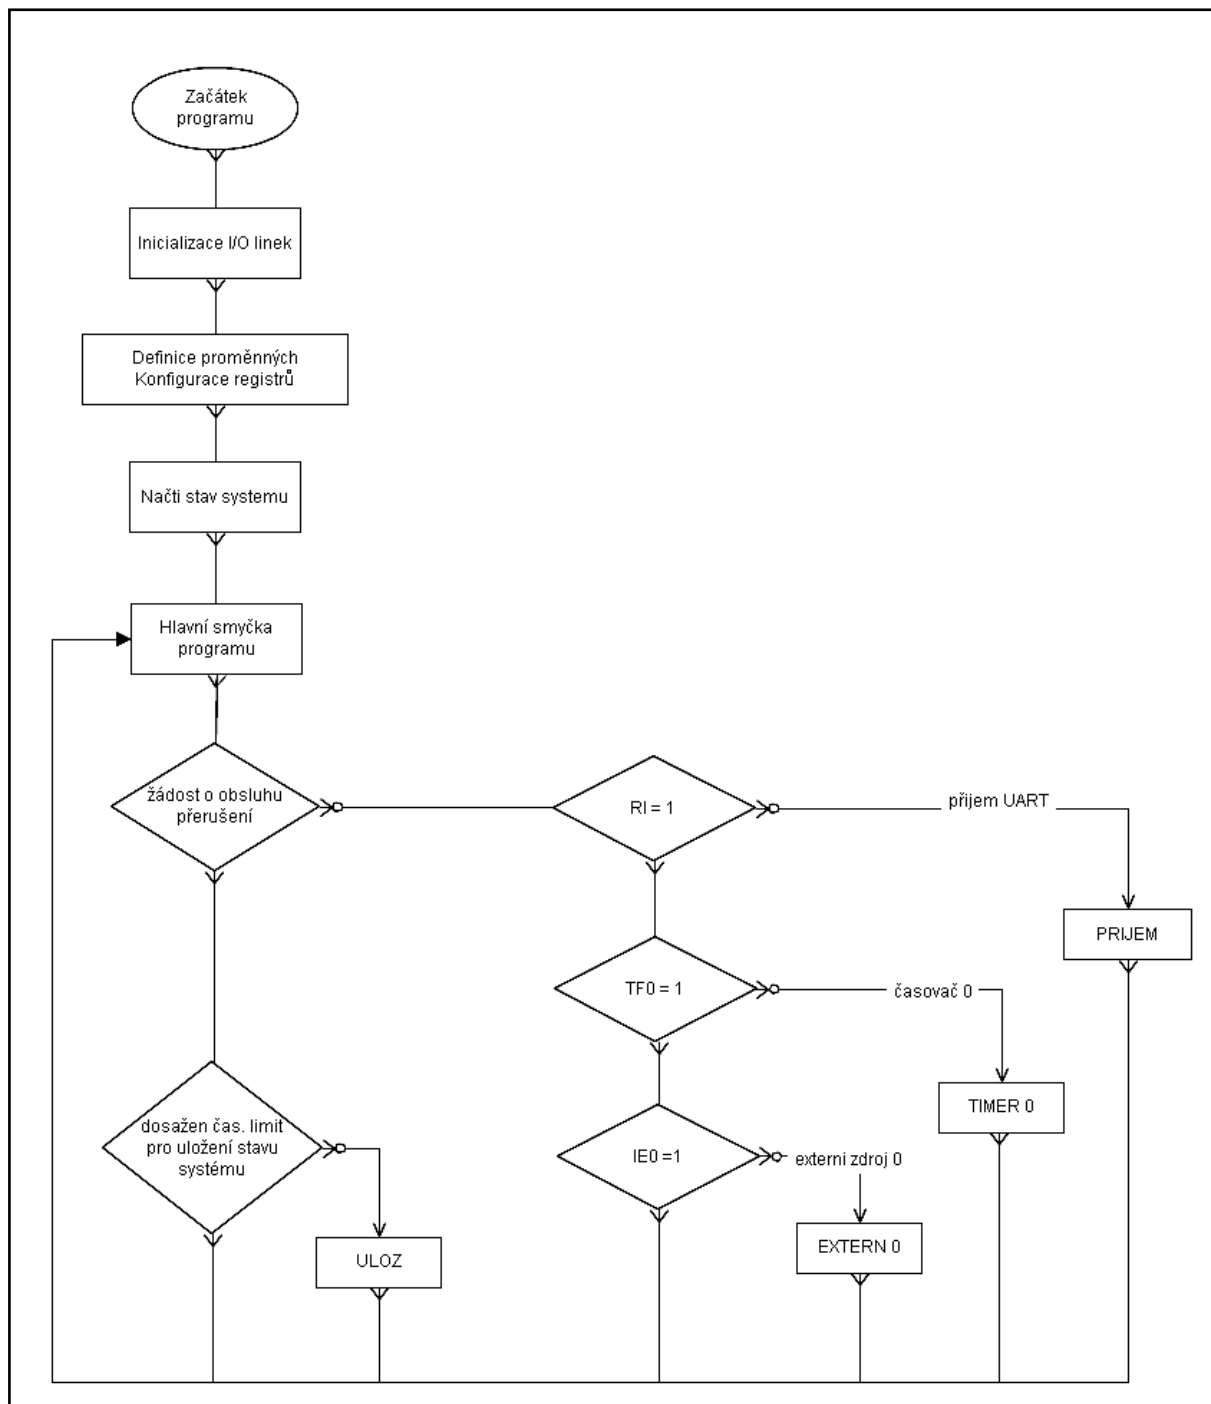 Začátek
programu
Inicializace I/O linek
Definice proměnných
Konfigurace registrů
Načti stav systemu
Hlavní smyčka
programu
žádost o obsluhu
přerušení
RI = 1
přijem UART
PRIJEM
TF0 = 1
časovač 0
TIMER 0
dosažen čas. limit
pro uložení stavu
systému
IE0 =1
externi zdroj 0
EXTERN 0
ULOZ